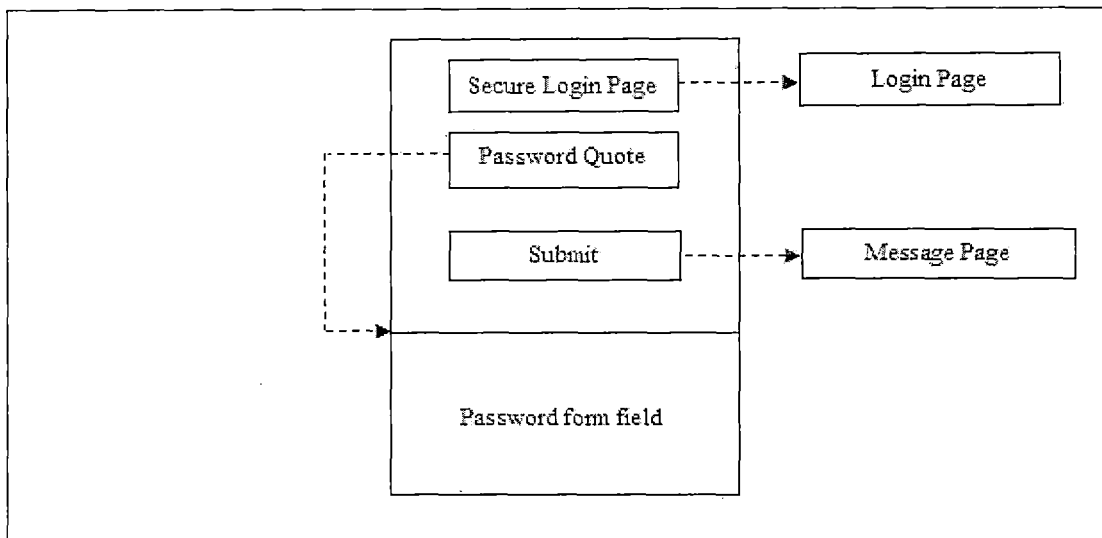 Secure Login Page
Login Page
Password Quote
Submit
Message Page
Password form field